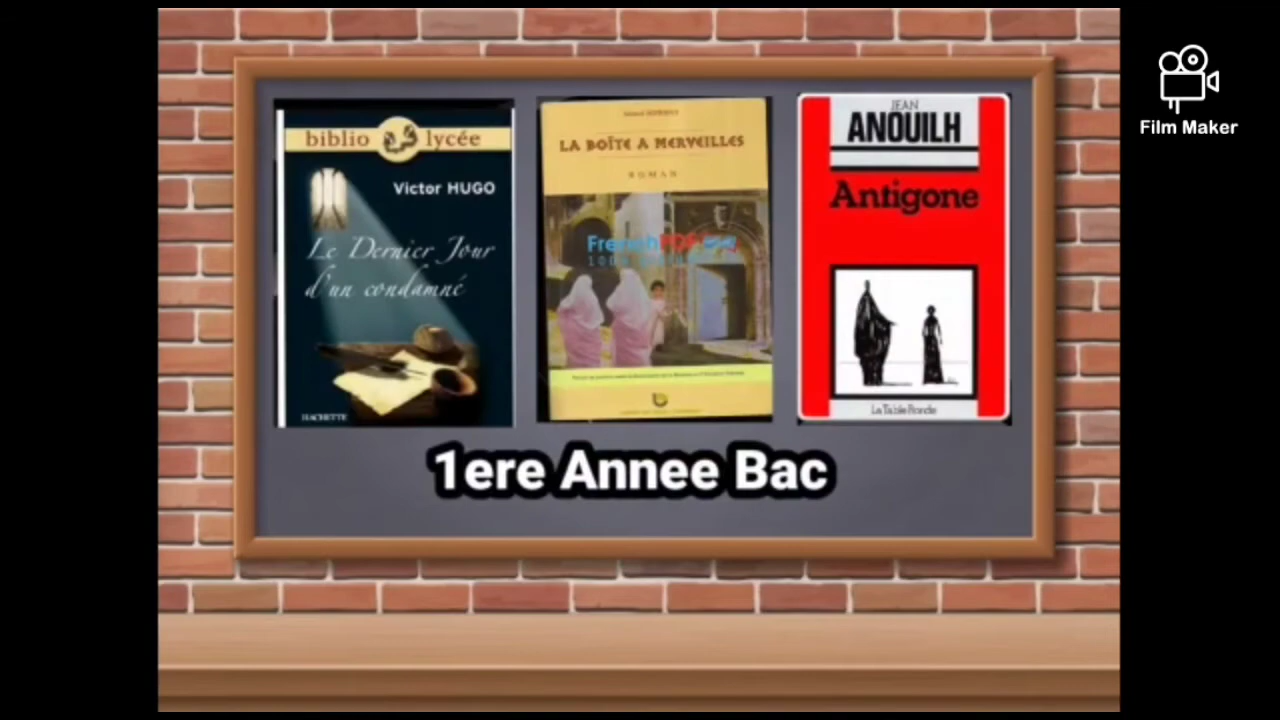 biblio lycée
Victor HUGO
Le Dernier Jour
d'un condamné
HACHETTE
LA BOÎTE A MERVEILLES
ROMAN
JEAN
ANOUILH
Antigone
La Table Ronde
1ere Annee Bac
Film Maker